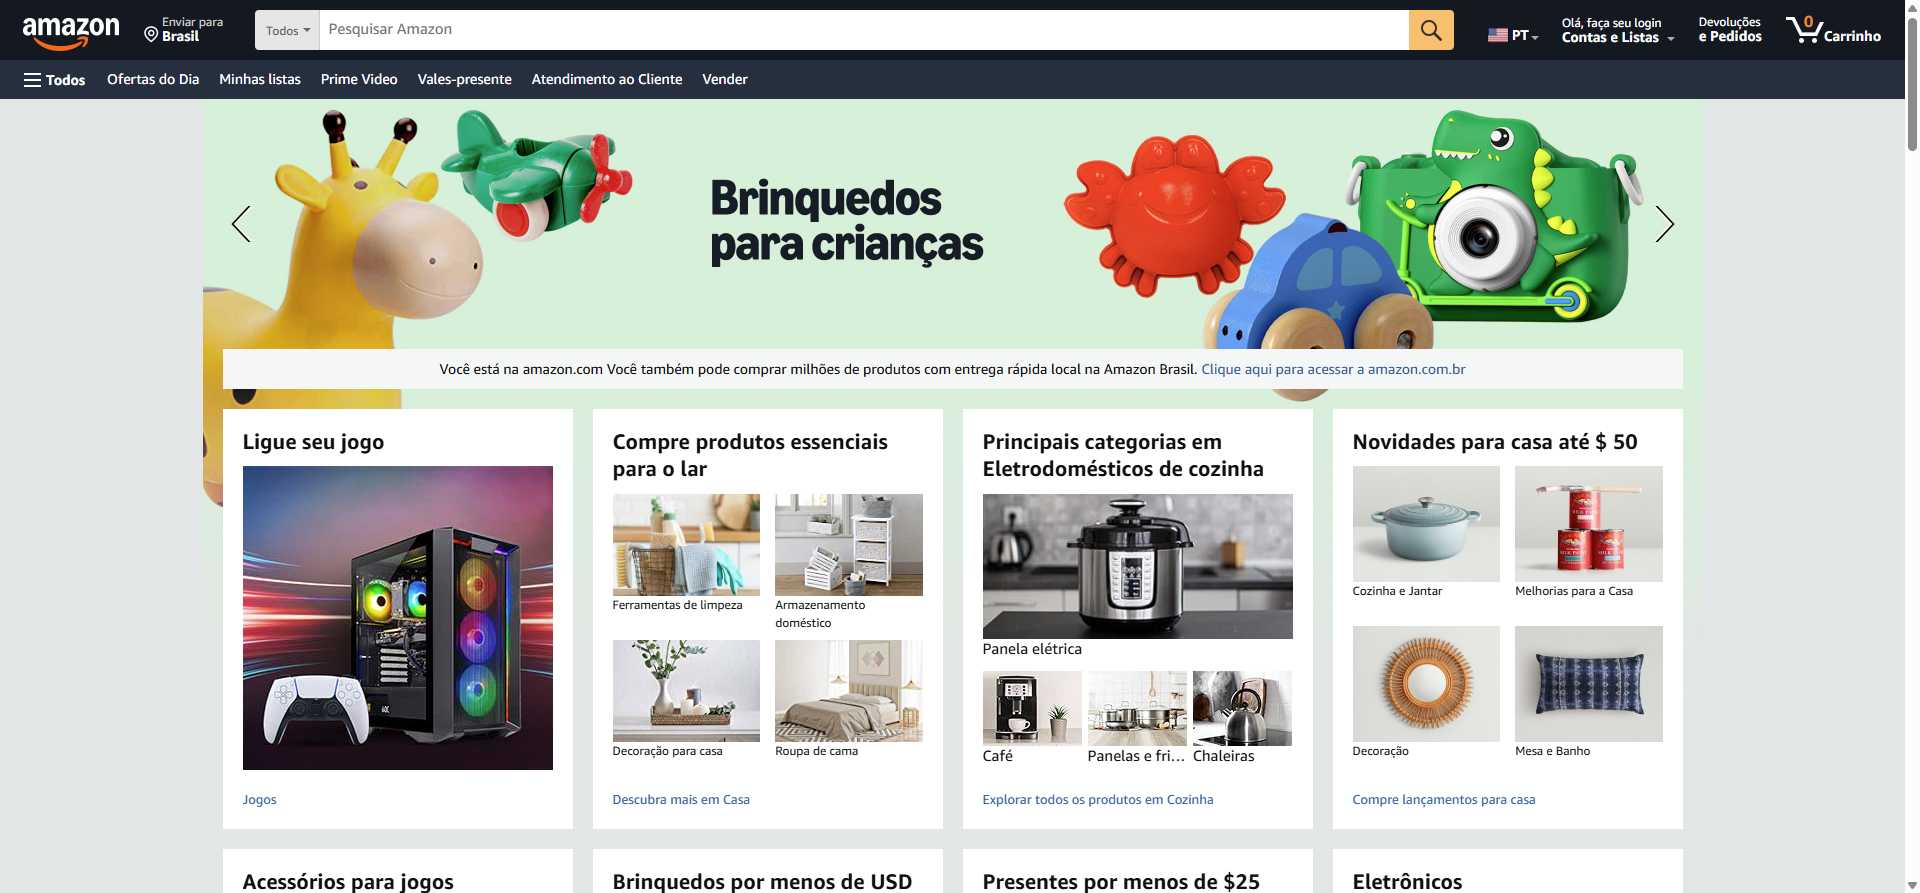 amazon
Enviar para
Brasil
Todos
Pesquisar Amazon
PT
Olá, faça seu login
Contas e Listas
Devoluções
e Pedidos
0
Carrinho
Todos
Ofertas do Dia
Minhas listas
Prime Video
Vales-presente
Atendimento ao Cliente
Vender
Brinquedos
para crianças
Você está na amazon.com Você também pode comprar milhões de produtos com entrega rápida local na Amazon Brasil. Clique aqui para acessar a amazon.com.br
Ligue seu jogo
Jogos
Compre produtos essenciais
para o lar
Ferramentas de limpeza
Armazenamento
doméstico
Decoração para casa
Roupa de cama
Descubra mais em Casa
Principais categorias em
Eletrodomésticos de cozinha
Panela elétrica
Café
Panelas e fri...
Chaleiras
Explorar todos os produtos em Cozinha
Novidades para casa até $ 50
Cozinha e Jantar
Melhorias para a Casa
Decoração
Mesa e Banho
Compre lançamentos para casa
Acessórios para jogos
Brinquedos por menos de USD
Presentes por menos de $25
Eletrônicos